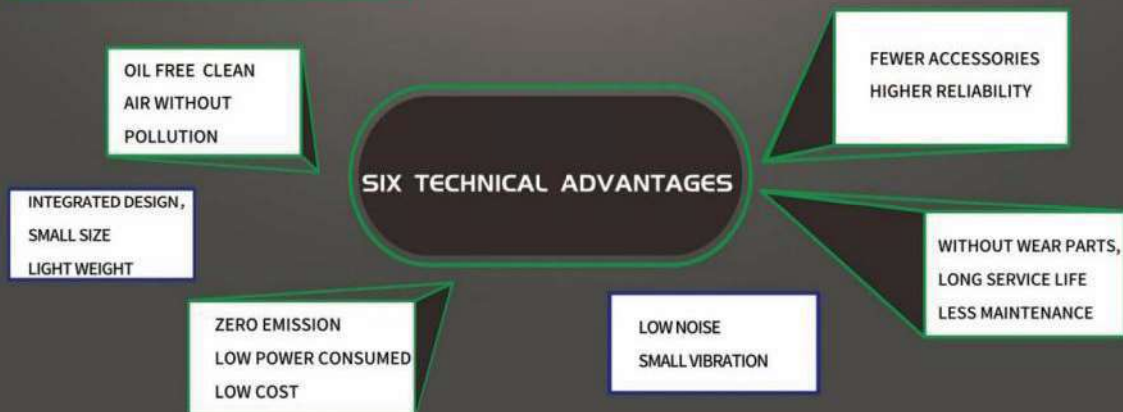 OIL FREE CLEAN
AIR WITHOUT
POLLUTION
FEWER ACCESSORIES
HIGHER RELIABILITY
SIX TECHNICAL ADVANTAGES
INTEGRATED DESIGN,
SMALL SIZE
LIGHT WEIGHT
WITHOUT WEAR PARTS,
LONG SERVICE LIFE
LESS MAINTENANCE
ZERO EMISSION
LOW POWER CONSUMED
LOW COST
LOW NOISE
SMALL VIBRATION